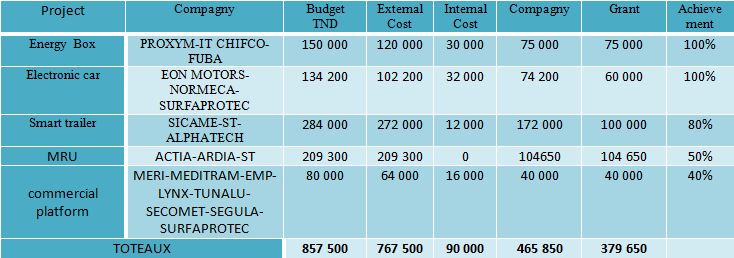 Project Compagny Budget TND External Cost Internal Cost Compagny Grant Achieve ment
Energy Box PROXYM-IT CHIFCO-FUBA 150 000 120 000 30 000 75 000 75 000 100%
Electronic car EON MOTORS-NORMECA-SURFAPROTEC 134 200 102 200 32 000 74 200 60 000 100%
Smart trailer SICAME-ST-ALPHATECH 284 000 272 000 12 000 172 000 100 000 80%
MRU ACTIA-ARDIA-ST 209 300 209 300 0 104650 104 650 50%
commercial platform MERI-MEDITRAM-EMP-LYNX-TUNALU-SECOMET-SEGULA-SURFAPROTEC 80 000 64 000 16 000 40 000 40 000 40%
TOTEAUX 857 500 767 500 90 000 465 850 379 650